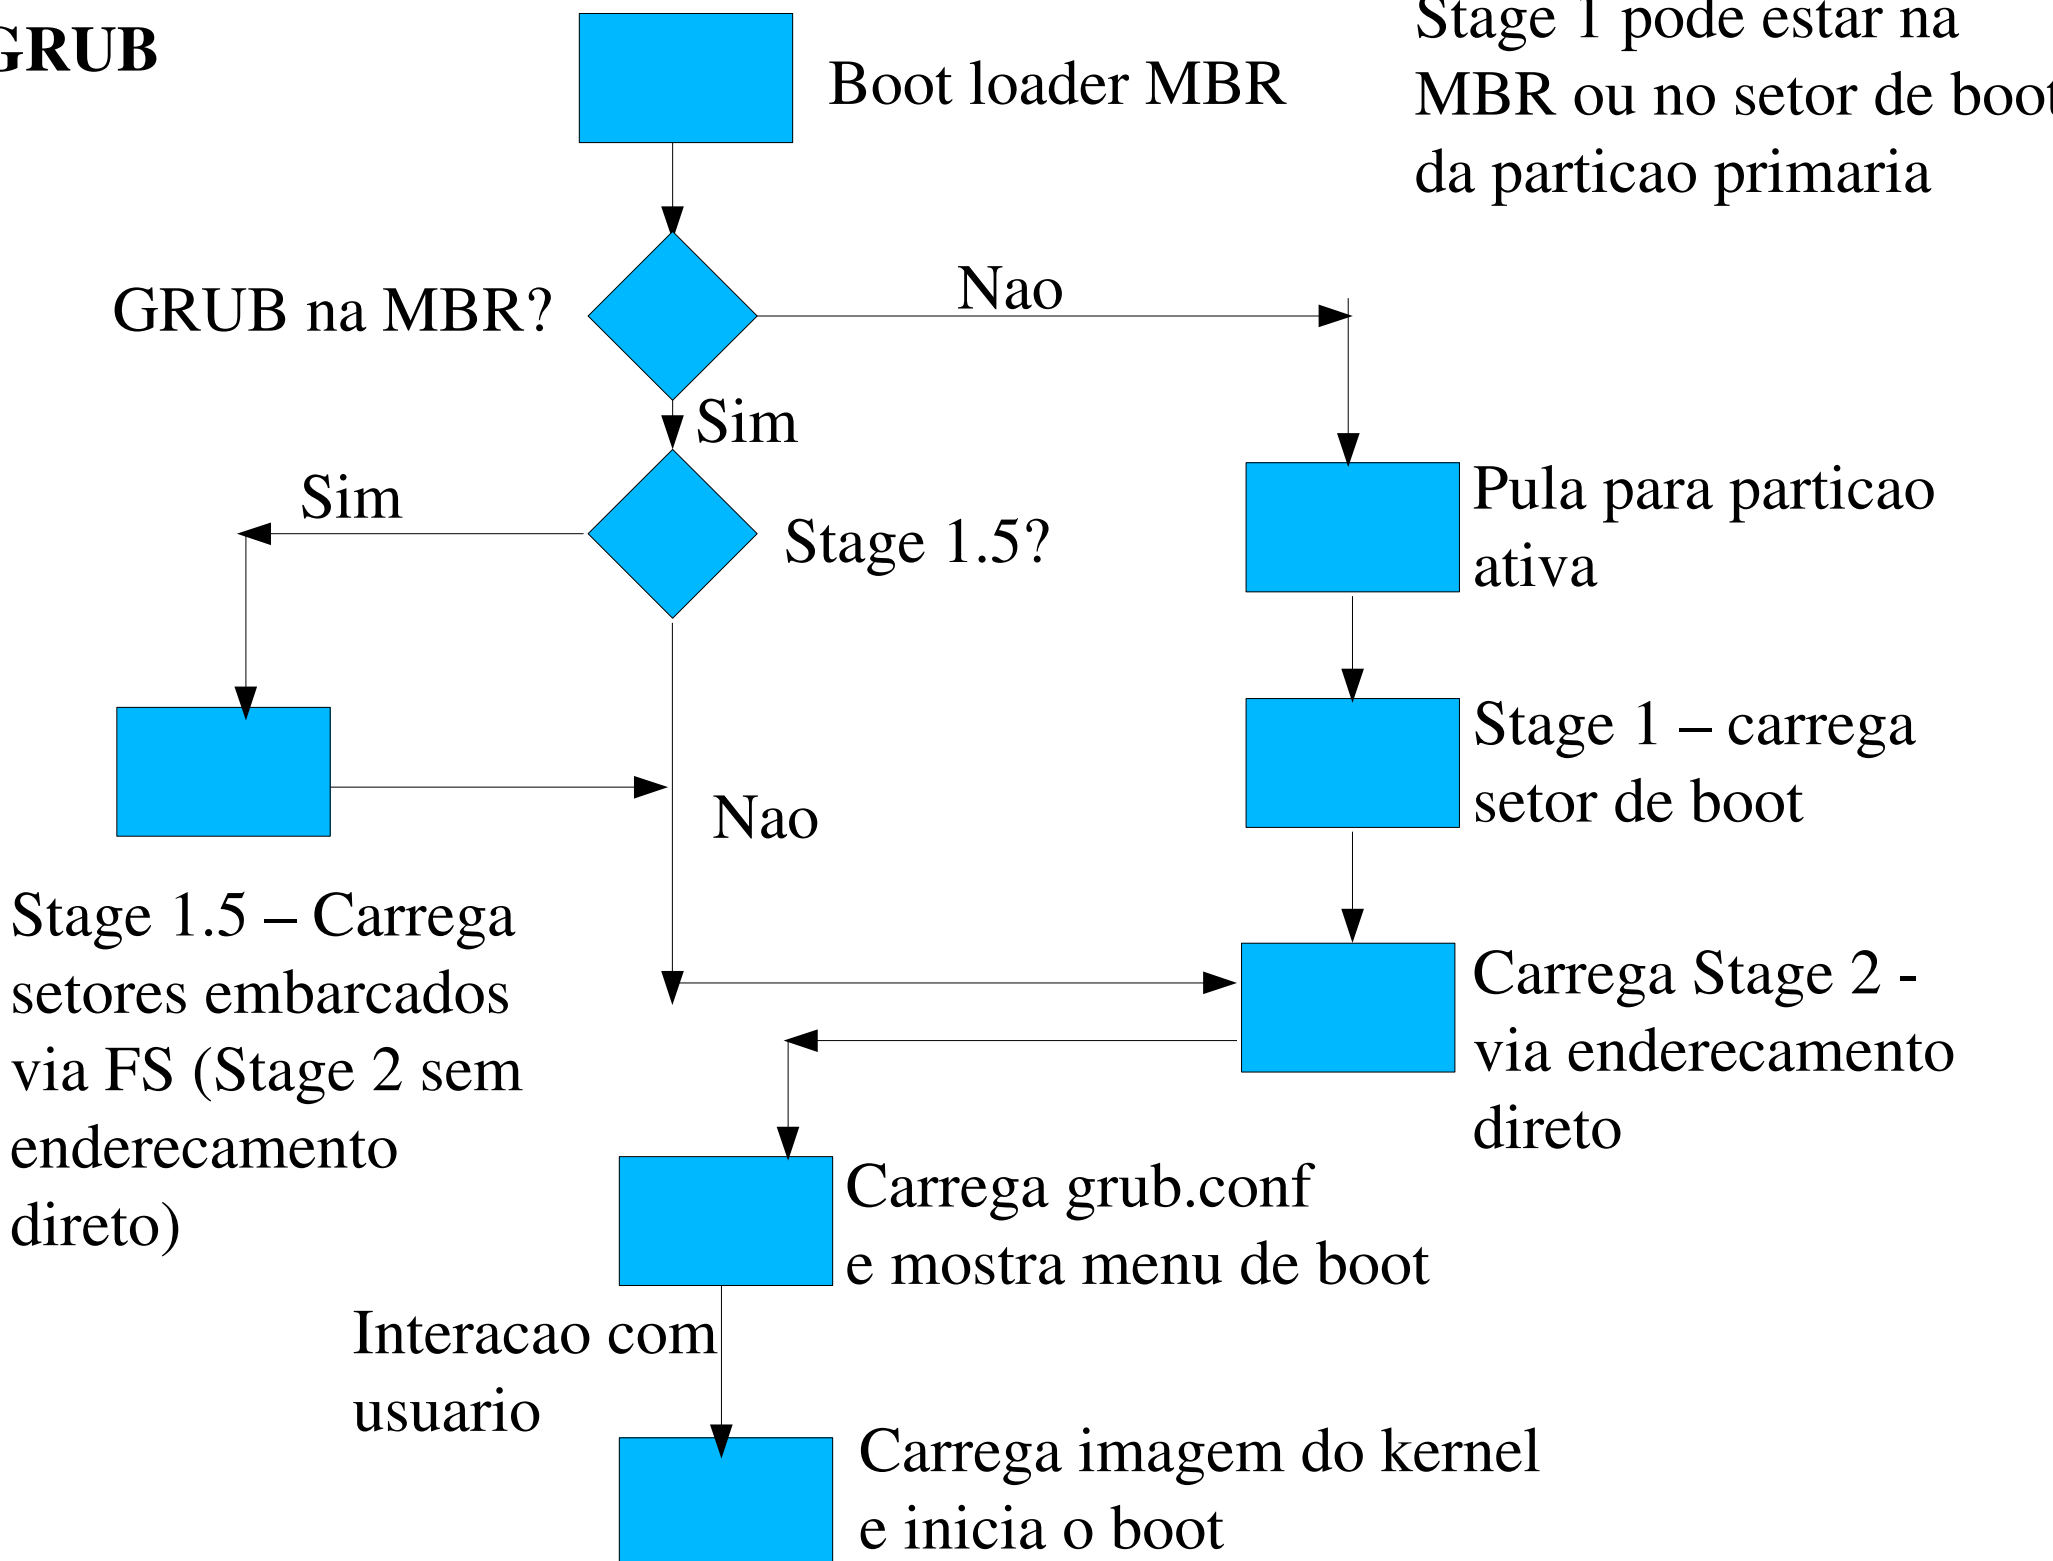 GRUB
Boot loader MBR
Stage 1 pode estar na
MBR ou no setor de boot
da particao primaria
GRUB na MBR?
Nao
Sim
Sim
Stage 1.5?
Pula para particao
ativa
Stage 1 – carrega
setor de boot
Nao
Stage 1.5 – Carrega
setores embarcados
via FS (Stage 2 sem
enderecamento
direto)
Carrega Stage 2 -
via enderecamento
direto
Carrega grub.conf
e mostra menu de boot
Interacao com
usuario
Carrega imagem do kernel
e inicia o boot